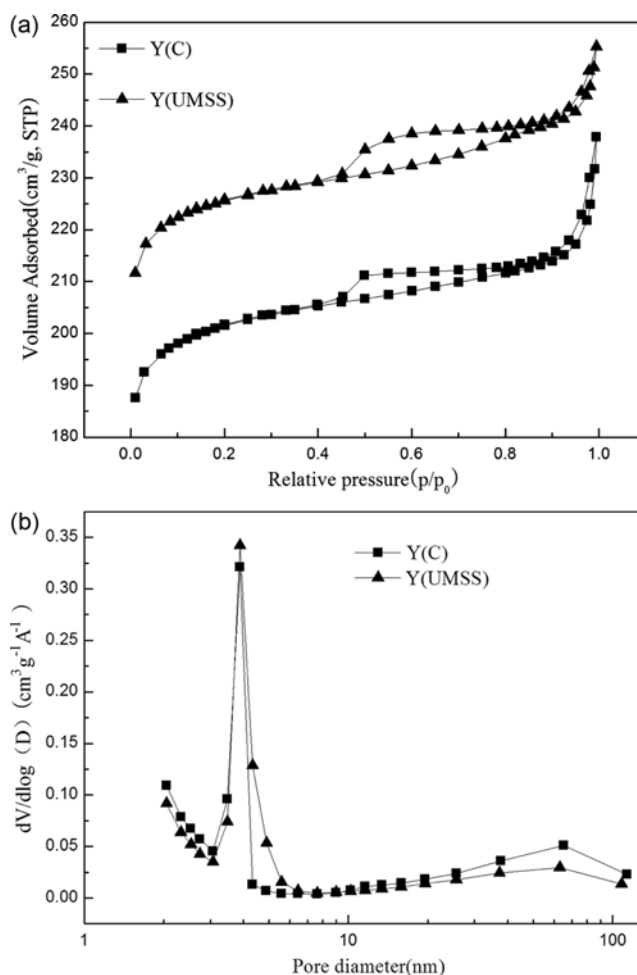 (a)
Y(C)
Y(UMSS)
260
250
240
230
220
210
200
190
180
Volume Adsorbed(cm³/g, STP)
0.0 0.2 0.4 0.6 0.8 1.0
Relative pressure(p/p₀)
(b)
Y(C)
Y(UMSS)
0.35
0.30
0.25
0.20
0.15
0.10
0.05
0.00
dV/dlog (D) (cm³g⁻¹A⁻¹)
1 10 100
Pore diameter(nm)